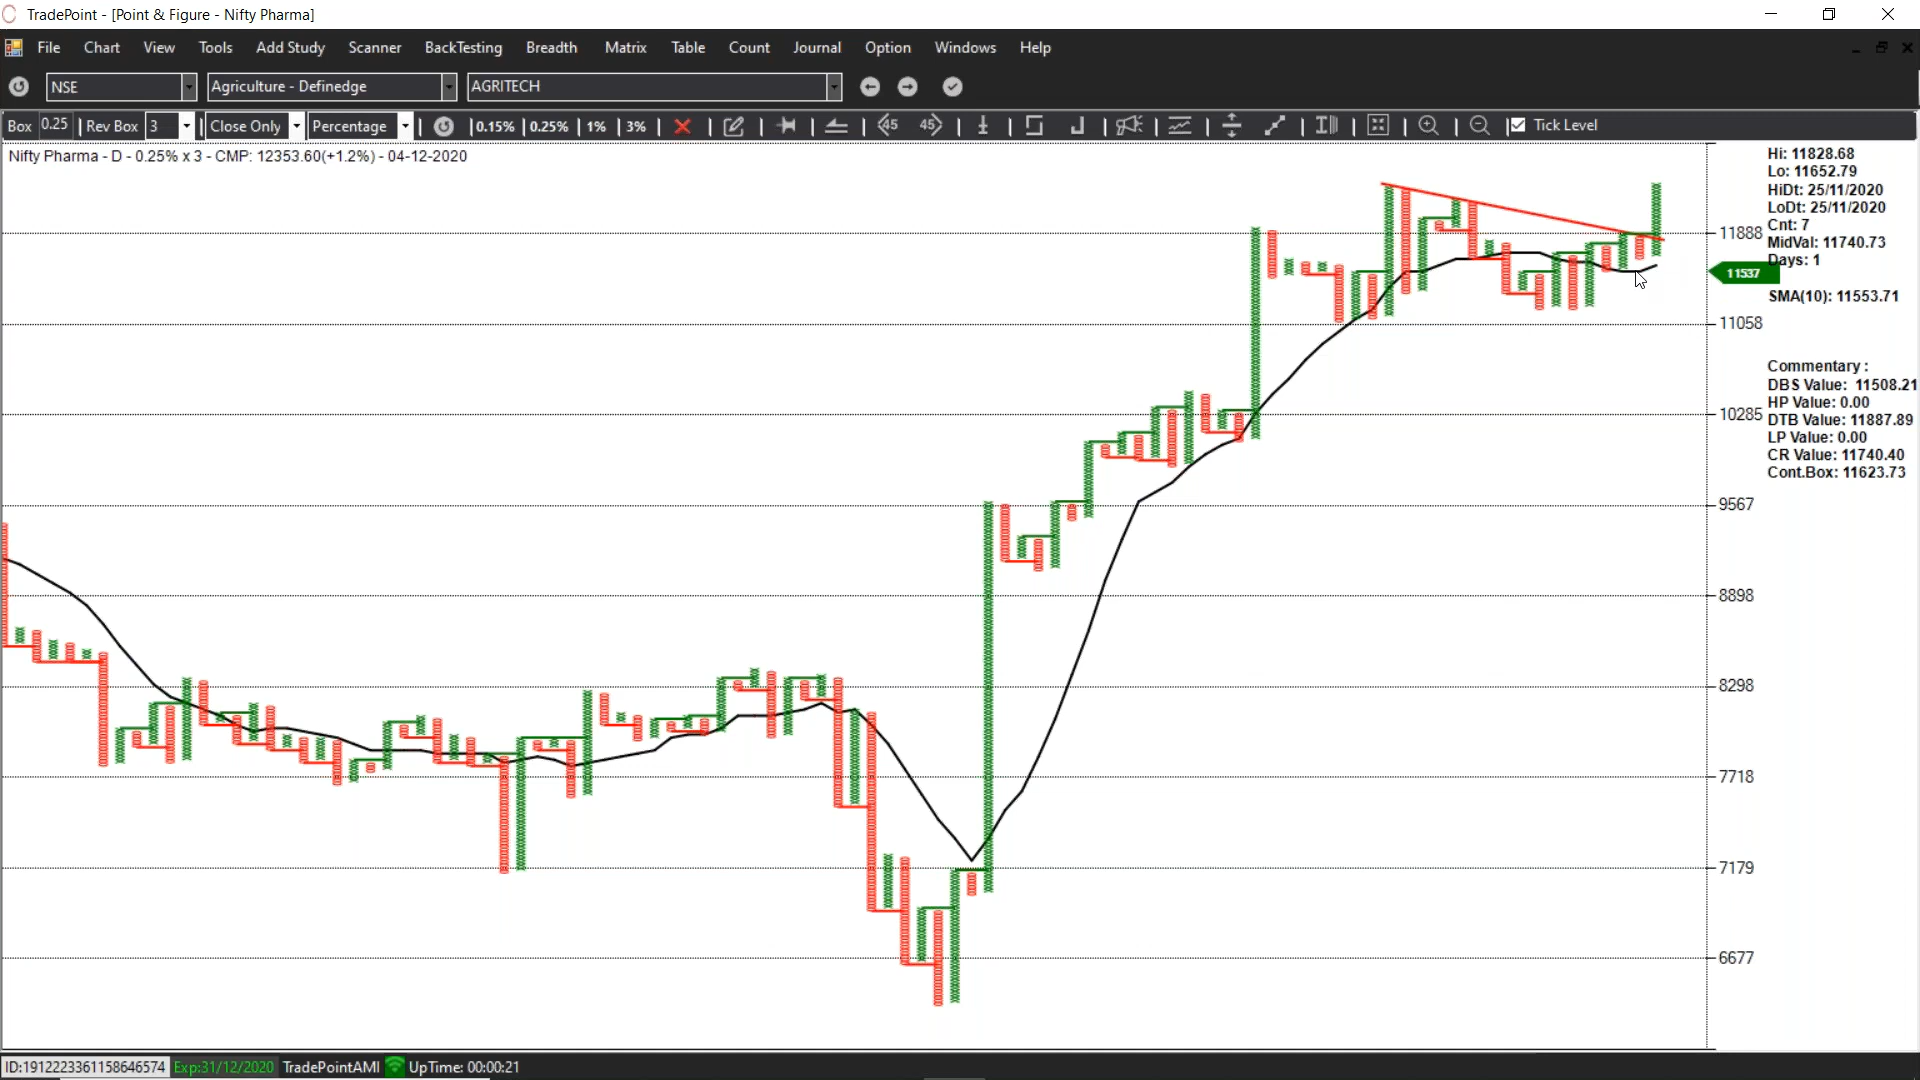 TradePoint - [Point & Figure - Nifty Pharma]
File Chart View Tools Add Study Scanner BackTesting Breadth Matrix Table Count Journal Option Windows Help
NSE Agriculture - Definedge AGRITECH
Box 0.25 | Rev Box 3 Close Only Percentage | 0.15% | 0.25% | 1% | 3% 45 45 Tick Level
Nifty Pharma - D - 0.25% x 3 - CMP: 12353.60(+1.2%) - 04-12-2020
Hi: 11828.68
Lo: 11652.79
HiDt: 25/11/2020
LoDt: 25/11/2020
Cnt: 7
MidVal: 11740.73
Days: 1
SMA(10): 11553.71
Commentary :
DBS Value: 11508.21
HP Value: 0.00
DTB Value: 11887.89
LP Value: 0.00
CR Value: 11740.40
Cont.Box: 11623.73
11888
11537
11058
10285
9567
8898
8298
7718
7179
6677
ID:1912223361158646574 Exp:31/12/2020 TradePointAMI UpTime: 00:00:21